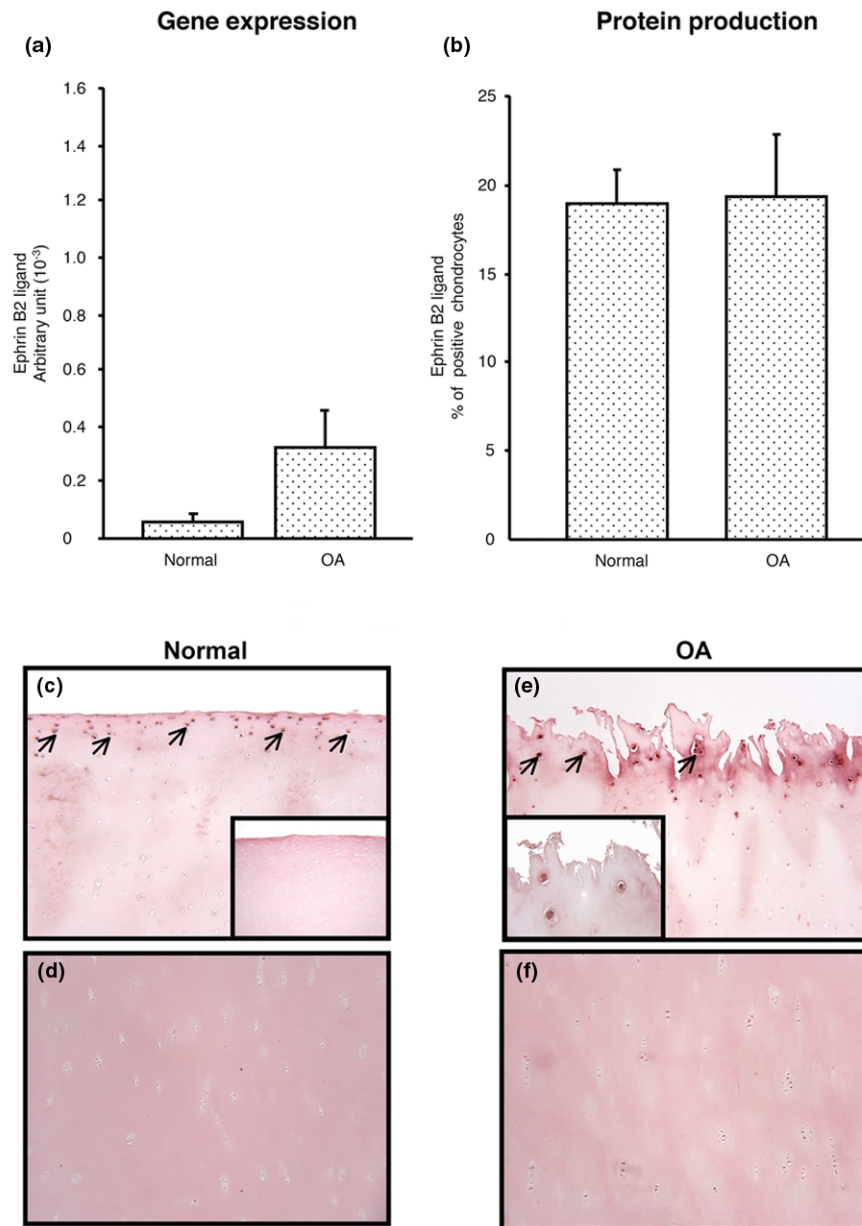 Gene expression
Protein production
(a)
(b)
1.6
1.4
1.2
1.0
0.8
0.6
0.4
0.2
0
Ephrin B2 ligand
Arbitrary unit (10⁻³)
Normal
OA
25
20
15
10
5
0
Ephrin B2 ligand
% of positive chondrocytes
Normal
OA
Normal
OA
(c)
(e)
(d)
(f)